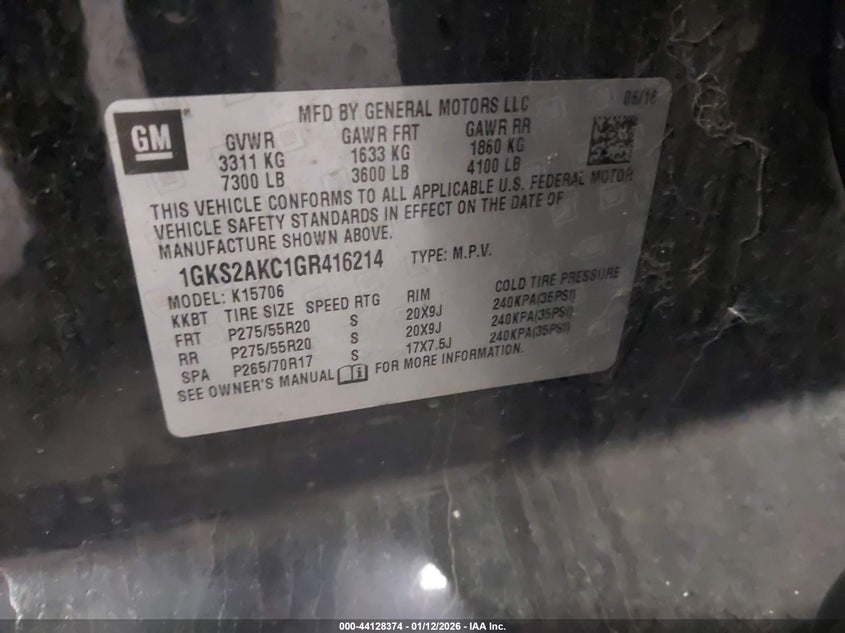 MFD BY GENERAL MOTORS LLC 06/16
GM
GVWR GAWR FRT GAWR RR
3311 KG 1633 KG 1860 KG
7300 LB 3600 LB 4100 LB
THIS VEHICLE CONFORMS TO ALL APPLICABLE U.S. FEDERAL MOTOR
VEHICLE SAFETY STANDARDS IN EFFECT ON THE DATE OF
MANUFACTURE SHOWN ABOVE.
1GKS2AKC1GR416214 TYPE: M.P.V.
MODEL: K15706
KKBT TIRE SIZE SPEED RTG RIM COLD TIRE PRESSURE
FRT P275/55R20 S 20X9J 240KPA(35PSI)
RR P275/55R20 S 20X9J 240KPA(35PSI)
SPA P265/70R17 S 17X7.5J 240KPA(35PSI)
SEE OWNER'S MANUAL FOR MORE INFORMATION.
000-44128374 - 01/12/2026 - IAA Inc.